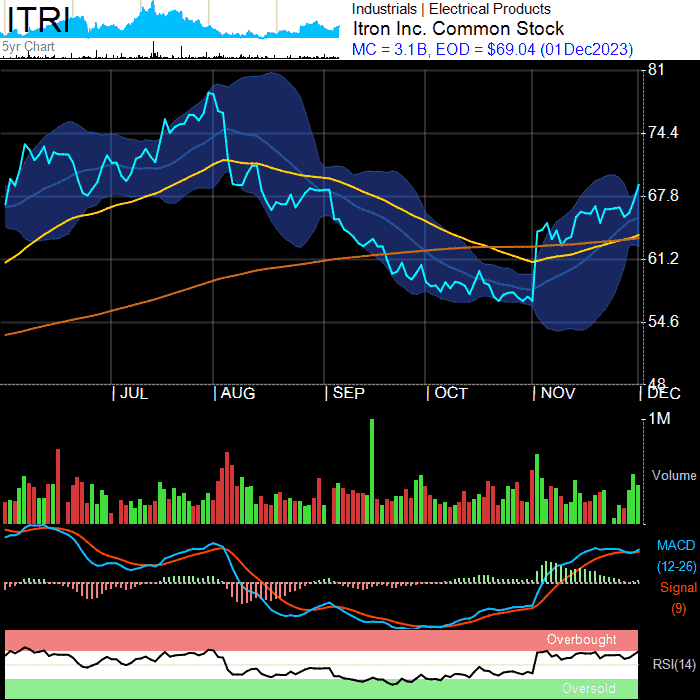 ITRI
5yr Chart
Industrials | Electrical Products
Itron Inc. Common Stock
MC = 3.1B, EOD = $69.04 (01Dec2023)
81
74.4
67.8
61.2
54.6
48
JUL AUG SEP OCT NOV DEC
1M
Volume
MACD
(12-26)
Signal
(9)
Overbought
RSI(14)
Oversold